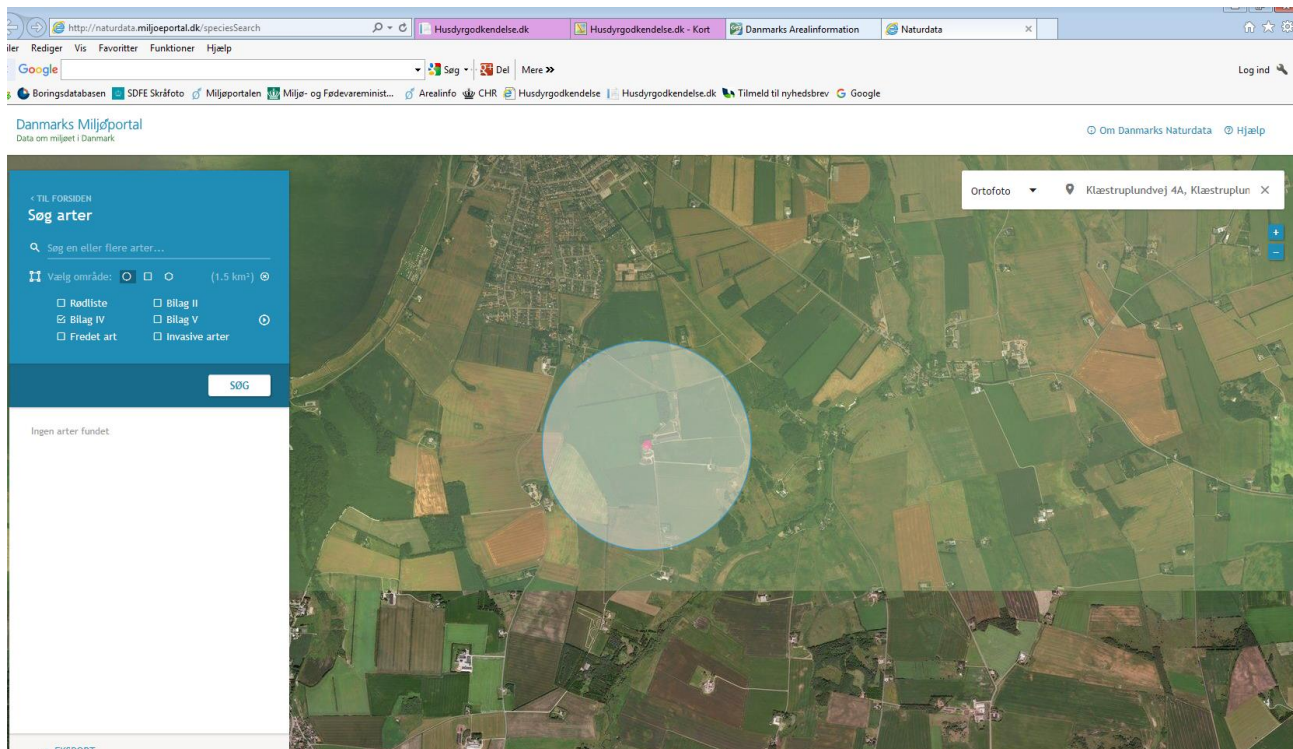 http://naturdata.miljoeportal.dk/speciesSearch
Husdyrgodkendelse.dk
Husdyrgodkendelse.dk - Kort
Danmarks Arealinformation
Naturdata
Rediger Vis Favoritter Funktioner Hjælp
Google
Søg
Del
Mere »
Log ind
Boringsdatabasen
SDFE Skråfoto
Miljøportalen
Miljø- og Fødevareminist...
Arealinfo
CHR
Husdyrgodkendelse
Husdyrgodkendelse.dk
Tilmeld til nyhedsbrev
Google
Danmarks Miljøportal
Data om miljøet i Danmark
Om Danmarks Naturdata
Hjælp
< TIL FORSIDEN
Søg arter
Søg en eller flere arter...
Vælg område:
(1.5 km²)
Rødliste
Bilag II
Bilag IV
Bilag V
Fredet art
Invasive arter
SØG
Ingen arter fundet
Ortofoto
Klæstruplundvej 4A, Klæstruplun
+
−